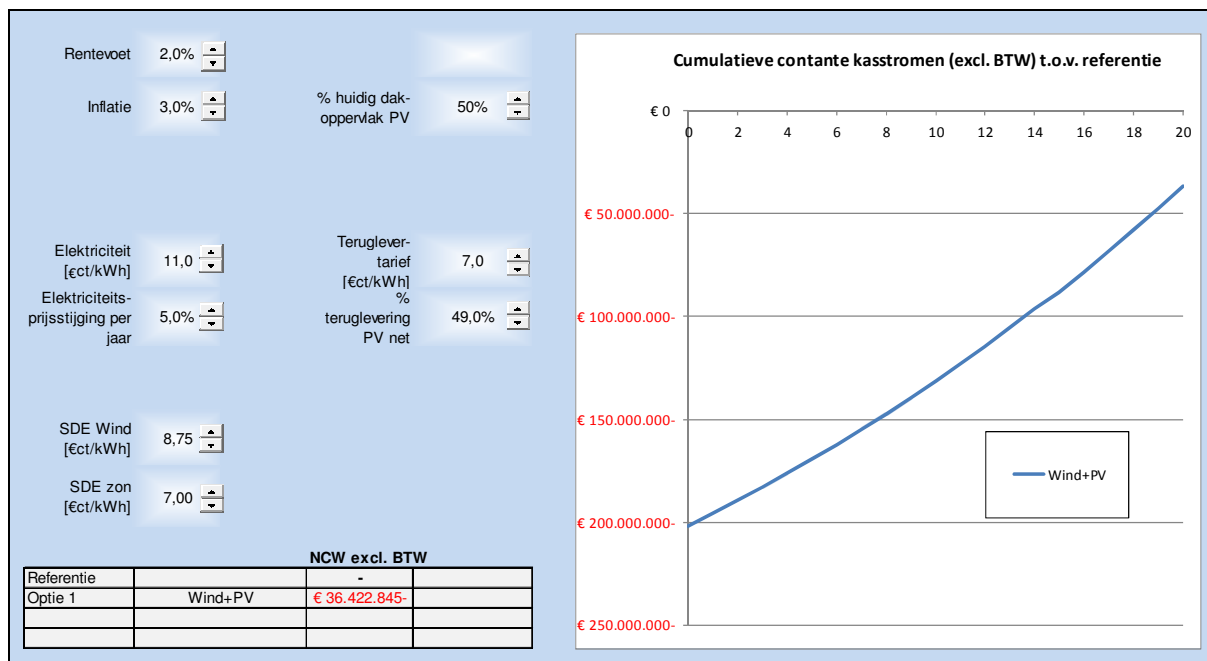 Rentevoet 2,0%
Inflatie 3,0%
% huidig dak-
oppervlak PV 50%
Elektriciteit
[€ct/kWh] 11,0
Teruglever-
tarief
[€ct/kWh] 7,0
Elektriciteits-
prijsstijging per
jaar 5,0%
%
teruglevering
PV net 49,0%
SDE Wind
[€ct/kWh] 8,75
SDE zon
[€ct/kWh] 7,00
NCW excl. BTW
Referentie -
Optie 1 Wind+PV € 36.422.845-
Cumulatieve contante kasstromen (excl. BTW) t.o.v. referentie
€ 0
0 2 4 6 8 10 12 14 16 18 20
€ 50.000.000-
€ 100.000.000-
€ 150.000.000-
€ 200.000.000-
€ 250.000.000-
Wind+PV